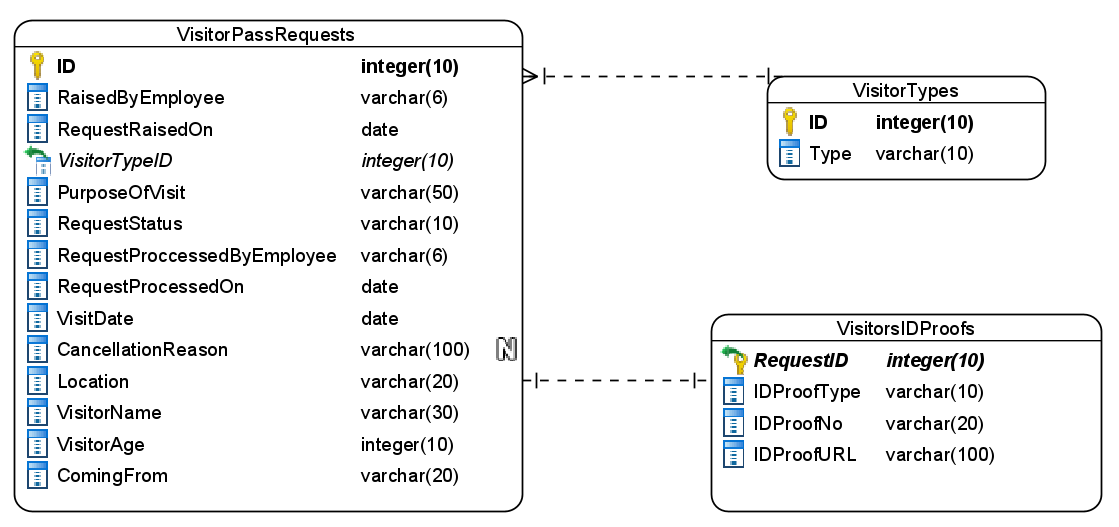 VisitorPassRequests
ID integer(10)
RaisedByEmployee varchar(6)
RequestRaisedOn date
VisitorTypeID integer(10)
PurposeOfVisit varchar(50)
RequestStatus varchar(10)
RequestProccessedByEmployee varchar(6)
RequestProcessedOn date
VisitDate date
CancellationReason varchar(100) N
Location varchar(20)
VisitorName varchar(30)
VisitorAge integer(10)
ComingFrom varchar(20)
VisitorTypes
ID integer(10)
Type varchar(10)
VisitorsIDProofs
RequestID integer(10)
IDProofType varchar(10)
IDProofNo varchar(20)
IDProofURL varchar(100)